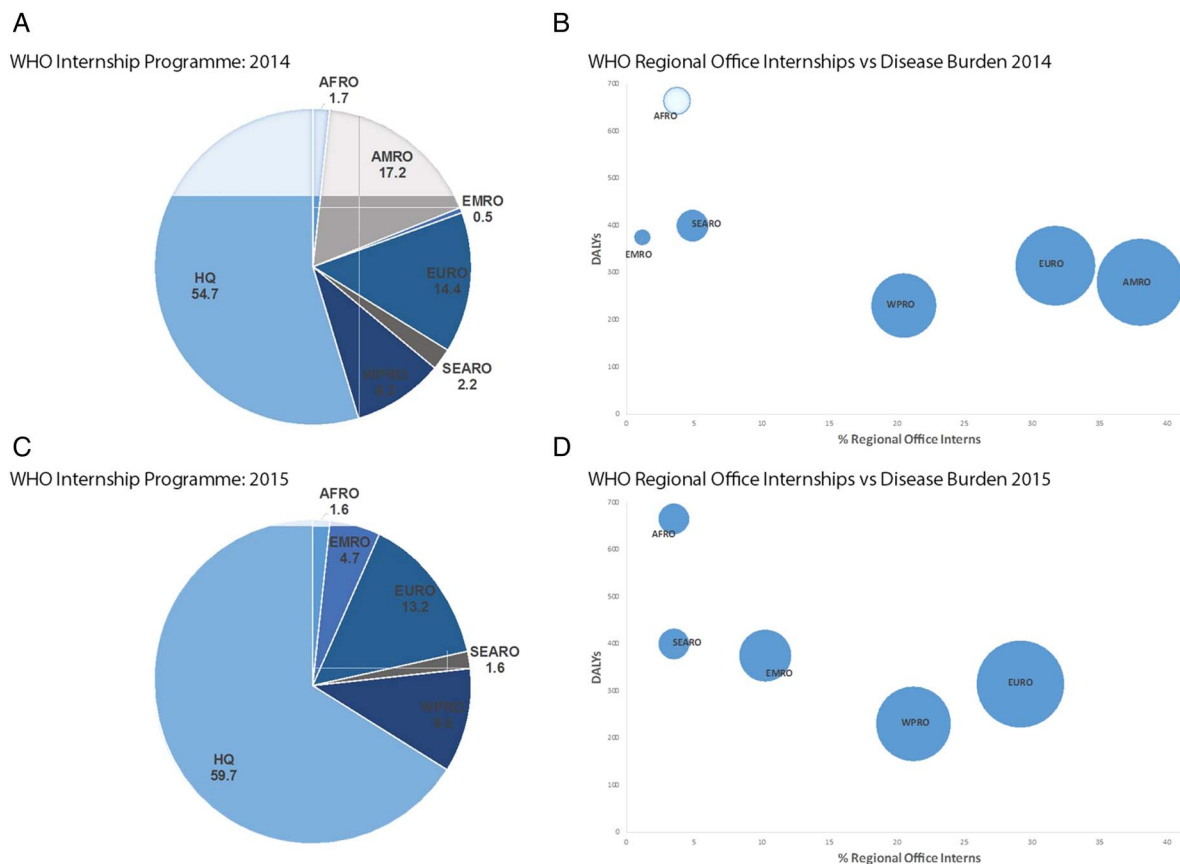 A
WHO Internship Programme: 2014
AFRO
1.7
AMRO
17.2
EMRO
0.5
EURO
14.4
SEARO
2.2
WPRO
HQ
54.7
B
WHO Regional Office Internships vs Disease Burden 2014
DALYs
700
600
500
400
300
200
100
0
AFRO
SEARO
EMRO
EURO
AMRO
WPRO
0 5 10 15 20 25 30 35 40
% Regional Office Interns
C
WHO Internship Programme: 2015
AFRO
1.6
EMRO
4.7
EURO
13.2
SEARO
1.6
WPRO
HQ
59.7
D
WHO Regional Office Internships vs Disease Burden 2015
DALYs
700
600
500
400
300
200
100
0
AFRO
SEARO
EMRO
EURO
WPRO
0 5 10 15 20 25 30 35 40
% Regional Office Interns